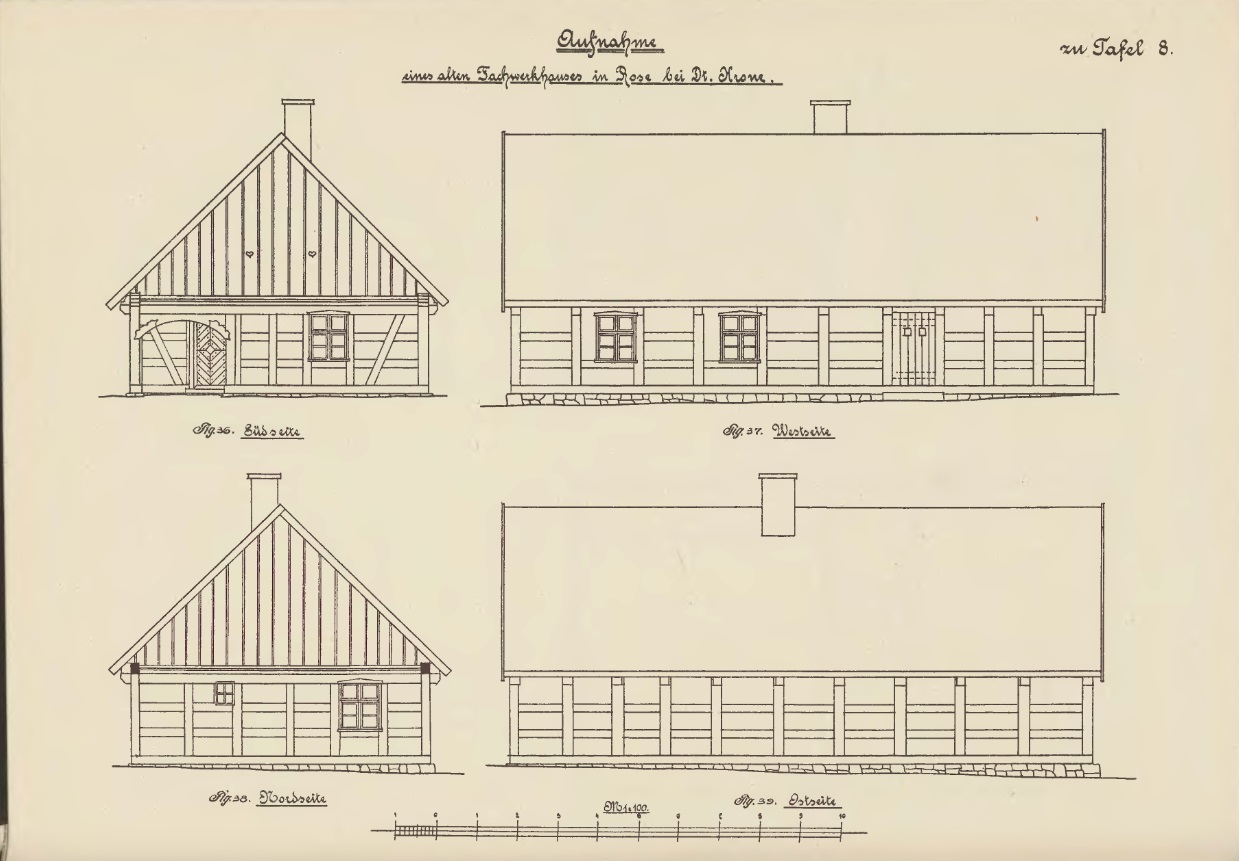 Aufnahme
zu Tafel 8.
eines alten Fachwerkhauses in Rose bei Dt. Krone.
Fig. 36. Südseite
Fig. 37. Westseite
Fig. 38. Nordseite
Fig. 39. Ostseite
M 1:100.
1 0 1 2 3 4 5 6 7 8 9 10